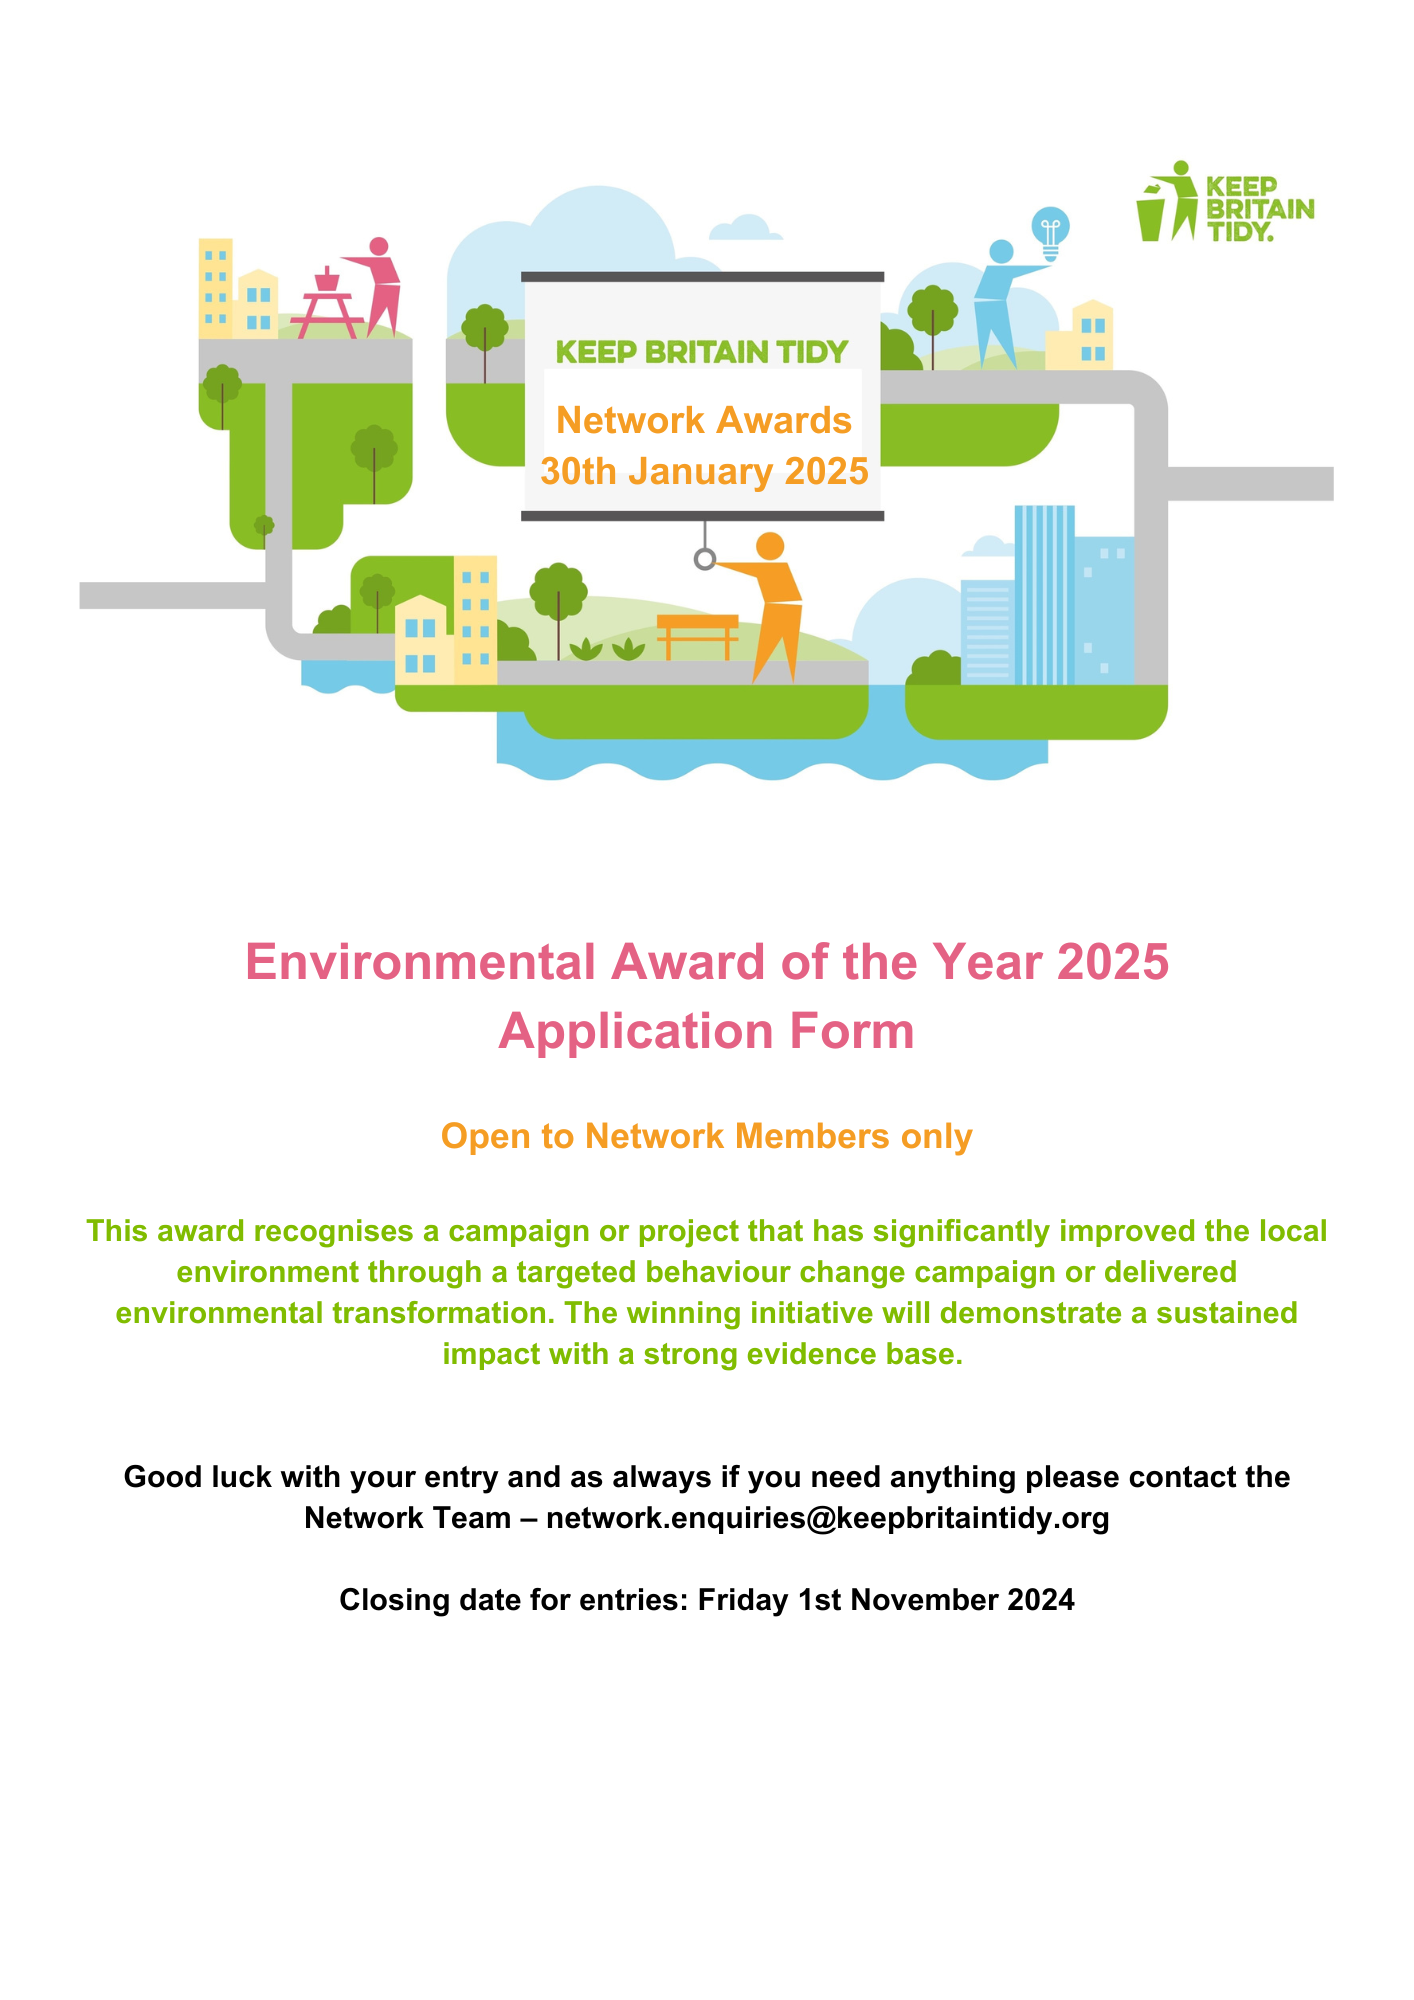 KEEP
BRITAIN
TIDY.
KEEP BRITAIN TIDY
Network Awards
30th January 2025
Environmental Award of the Year 2025
Application Form
Open to Network Members only
This award recognises a campaign or project that has significantly improved the local
environment through a targeted behaviour change campaign or delivered
environmental transformation. The winning initiative will demonstrate a sustained
impact with a strong evidence base.
Good luck with your entry and as always if you need anything please contact the
Network Team – network.enquiries@keepbritaintidy.org
Closing date for entries: Friday 1st November 2024